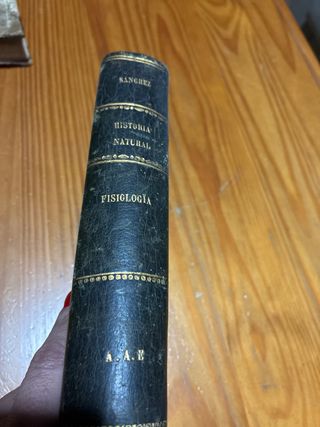 SANCHEZ
HISTORIA
NATURAL
FISIOLOGÍA
A. A. E